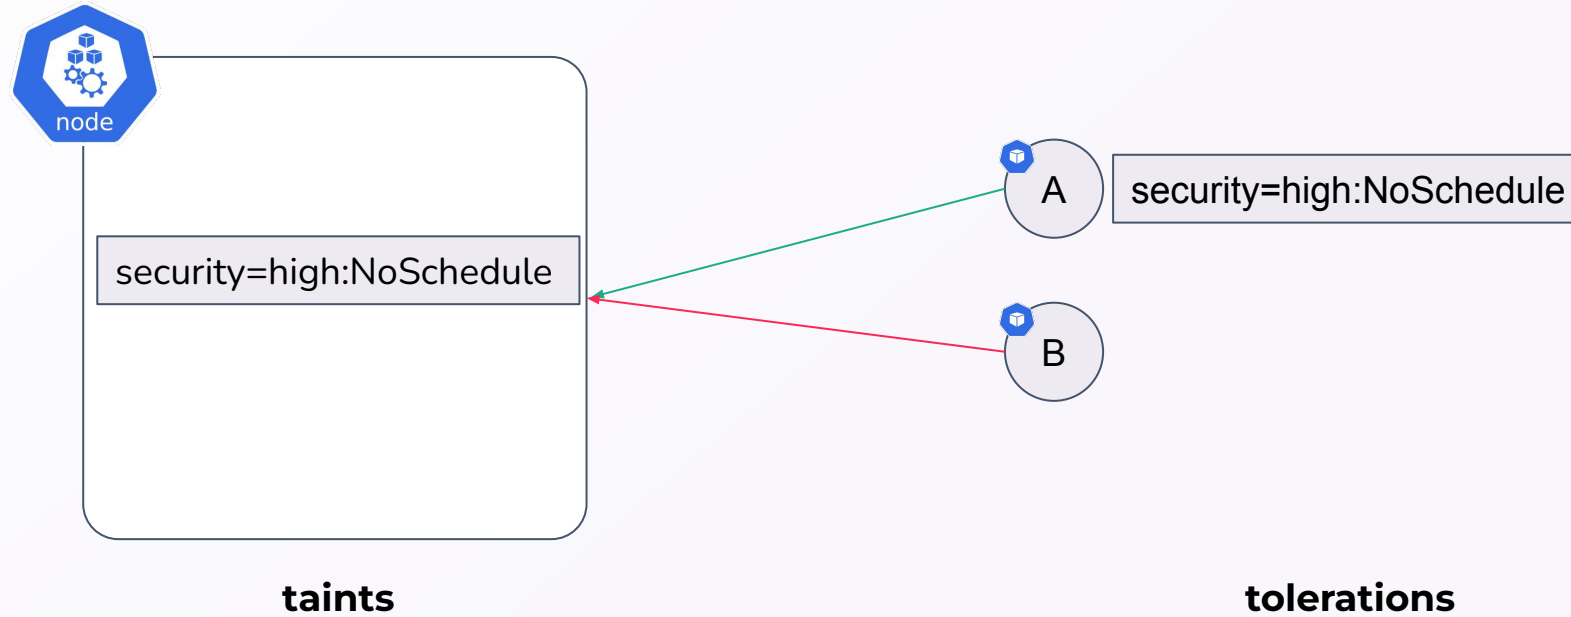 node
security=high:NoSchedule
A
security=high:NoSchedule
B
taints
tolerations